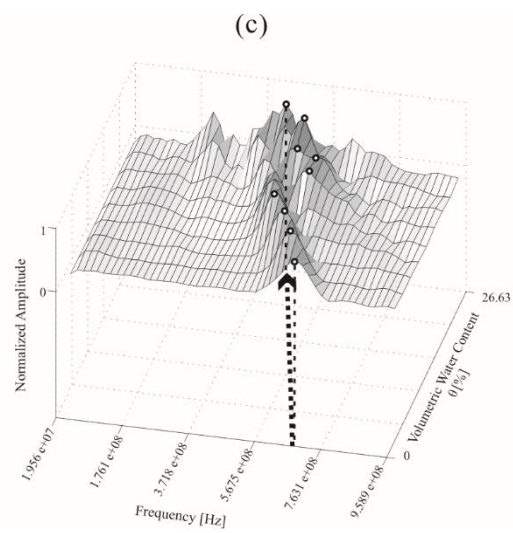 (c)
1
0
Normalized Amplitude
26.63
Volumetric Water Content
θ[%]
0
1.956 e+07
1.761 e+08
3.718 e+08
5.675 e+08
7.631 e+08
9.589 e+08
Frequency [Hz]